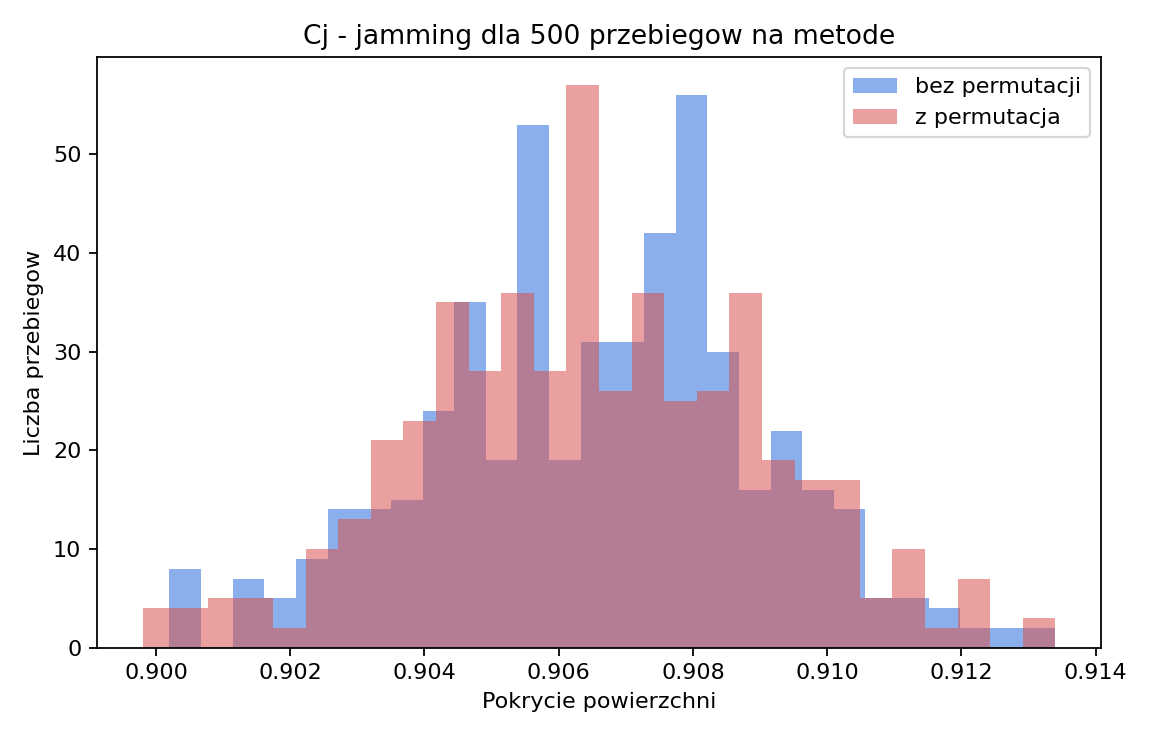 Cj - jamming dla 500 przebiegow na metode
bez permutacji
z permutacja
Liczba przebiegow
50
40
30
20
10
0
0.900 0.902 0.904 0.906 0.908 0.910 0.912 0.914
Pokrycie powierzchni